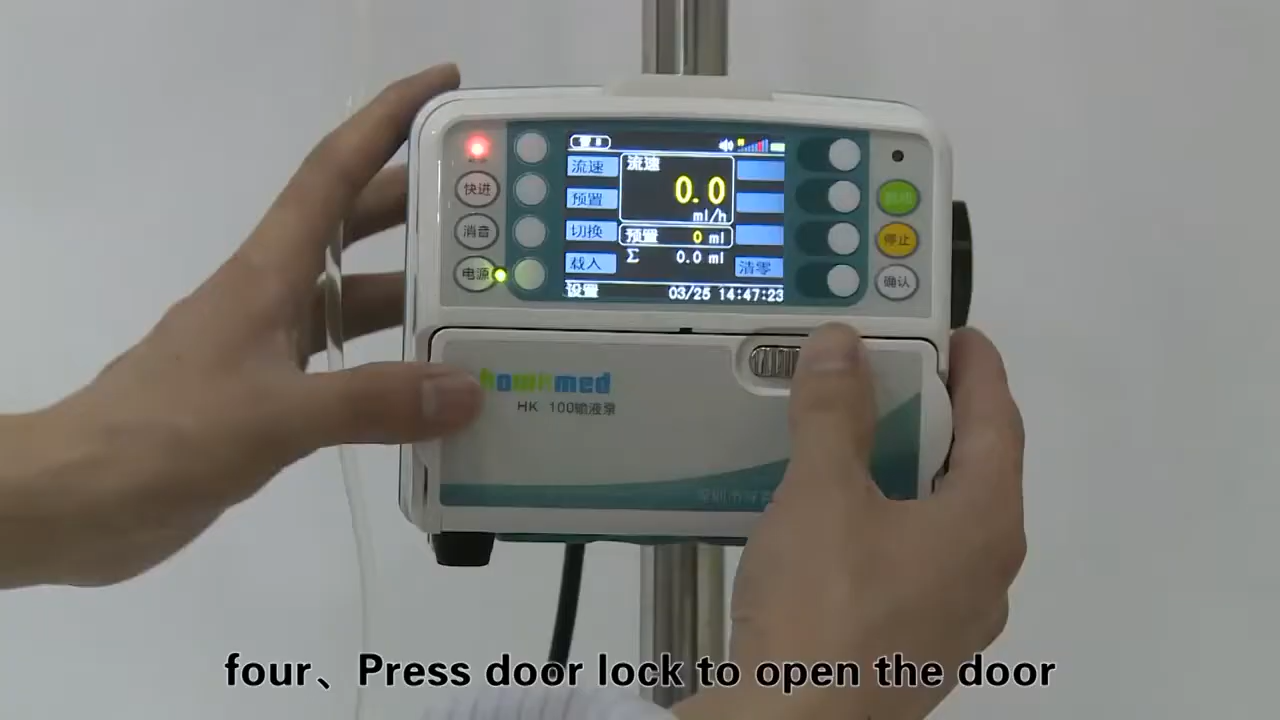 流速
流速
快进
预置
0.0
ml/h
消音
切换
预置 0 ml
停止
电源
载入
Σ 0.0 ml
清零
确认
设置
03/25 14:47:23
HK 100输液泵
four、Press door lock to open the door